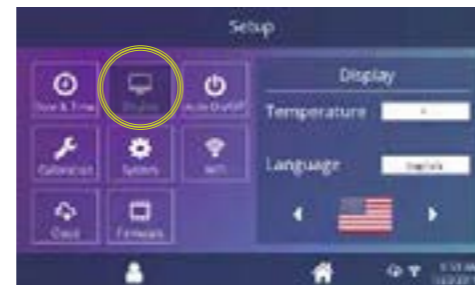 Setup
Display
Date & Time
Display
Auto On/Off
Temperature
Calibration
System
WiFi
Language
English
Cloud
Firmware